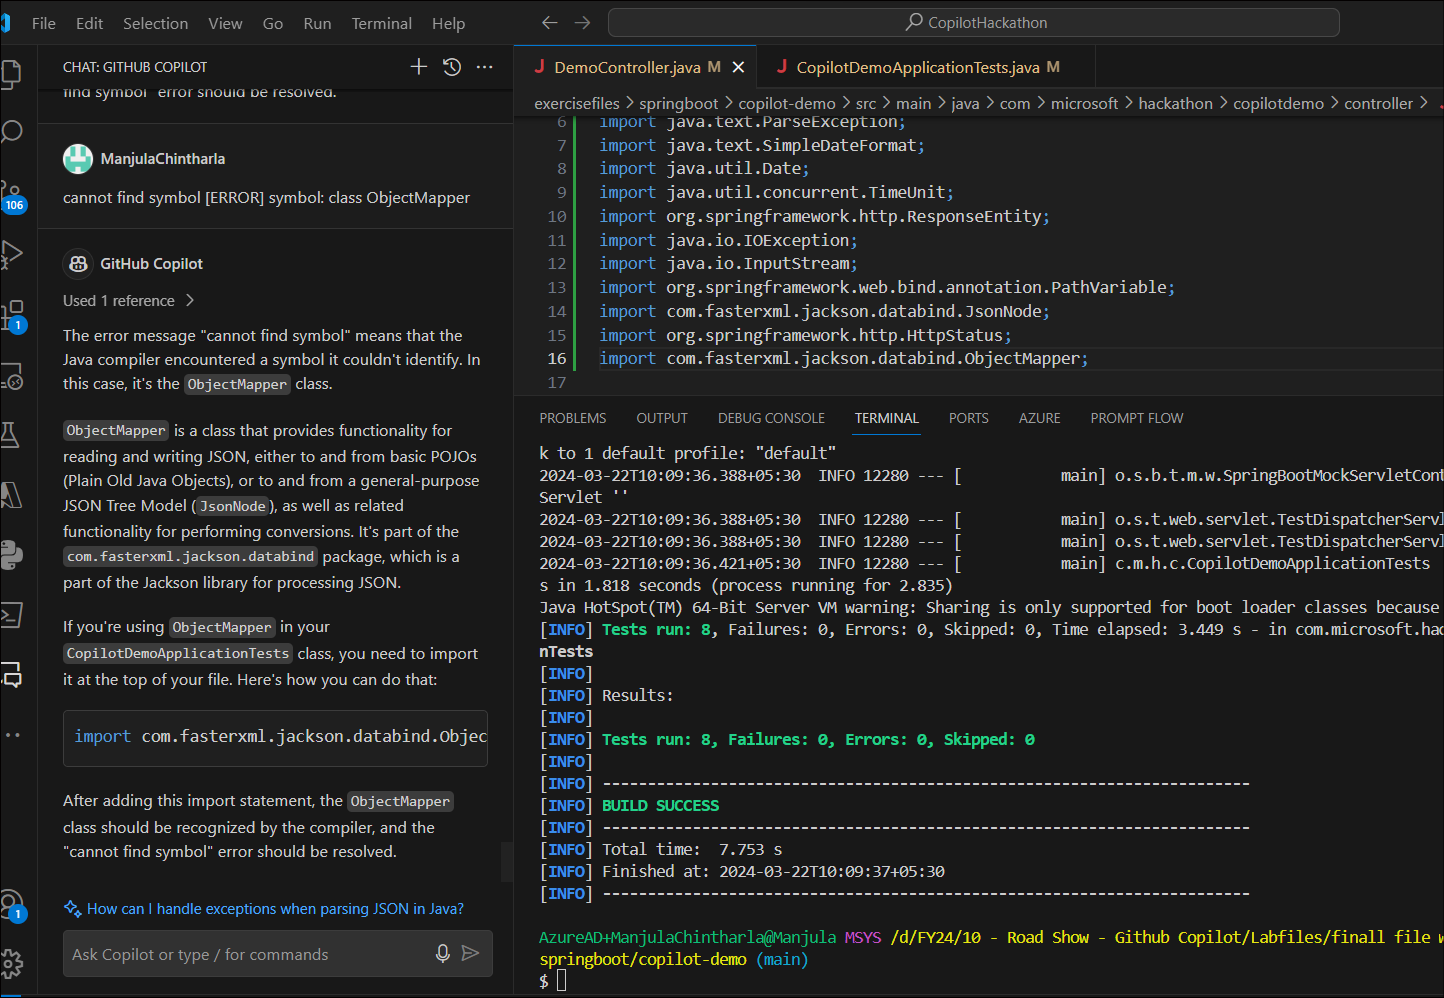 File Edit Selection View Go Run Terminal Help
CopilotHackathon
CHAT: GITHUB COPILOT
find symbol" error should be resolved.
ManjulaChintharla
cannot find symbol [ERROR] symbol: class ObjectMapper
GitHub Copilot
Used 1 reference
The error message "cannot find symbol" means that the
Java compiler encountered a symbol it couldn't identify. In
this case, it's the ObjectMapper class.
ObjectMapper is a class that provides functionality for
reading and writing JSON, either to and from basic POJOs
(Plain Old Java Objects), or to and from a general-purpose
JSON Tree Model (JsonNode), as well as related
functionality for performing conversions. It's part of the
com.fasterxml.jackson.databind package, which is a
part of the Jackson library for processing JSON.
If you're using ObjectMapper in your
CopilotDemoApplicationTests class, you need to import
it at the top of your file. Here's how you can do that:
import com.fasterxml.jackson.databind.Objec
After adding this import statement, the ObjectMapper
class should be recognized by the compiler, and the
"cannot find symbol" error should be resolved.
How can I handle exceptions when parsing JSON in Java?
Ask Copilot or type / for commands
106
1
1
DemoController.java M
CopilotDemoApplicationTests.java M
exercisefiles > springboot > copilot-demo > src > main > java > com > microsoft > hackathon > copilotdemo > controller >
6 import java.text.ParseException;
7 import java.text.SimpleDateFormat;
8 import java.util.Date;
9 import java.util.concurrent.TimeUnit;
10 import org.springframework.http.ResponseEntity;
11 import java.io.IOException;
12 import java.io.InputStream;
13 import org.springframework.web.bind.annotation.PathVariable;
14 import com.fasterxml.jackson.databind.JsonNode;
15 import org.springframework.http.HttpStatus;
16 import com.fasterxml.jackson.databind.ObjectMapper;
17
PROBLEMS OUTPUT DEBUG CONSOLE TERMINAL PORTS AZURE PROMPT FLOW
k to 1 default profile: "default"
2024-03-22T10:09:36.388+05:30 INFO 12280 --- [ main] o.s.b.t.m.w.SpringBootMockServletCont
Servlet ''
2024-03-22T10:09:36.388+05:30 INFO 12280 --- [ main] o.s.t.web.servlet.TestDispatcherServl
2024-03-22T10:09:36.388+05:30 INFO 12280 --- [ main] o.s.t.web.servlet.TestDispatcherServl
2024-03-22T10:09:36.421+05:30 INFO 12280 --- [ main] c.m.h.c.CopilotDemoApplicationTests
s in 1.818 seconds (process running for 2.835)
Java HotSpot(TM) 64-Bit Server VM warning: Sharing is only supported for boot loader classes because
[INFO] Tests run: 8, Failures: 0, Errors: 0, Skipped: 0, Time elapsed: 3.449 s - in com.microsoft.hac
nTests
[INFO]
[INFO] Results:
[INFO]
[INFO] Tests run: 8, Failures: 0, Errors: 0, Skipped: 0
[INFO]
[INFO] ------------------------------------------------------------------------
[INFO] BUILD SUCCESS
[INFO] ------------------------------------------------------------------------
[INFO] Total time: 7.753 s
[INFO] Finished at: 2024-03-22T10:09:37+05:30
[INFO] ------------------------------------------------------------------------
AzureAD+ManjulaChintharla@Manjula MSYS /d/FY24/10 - Road Show - Github Copilot/Labfiles/finall file w
springboot/copilot-demo (main)
$